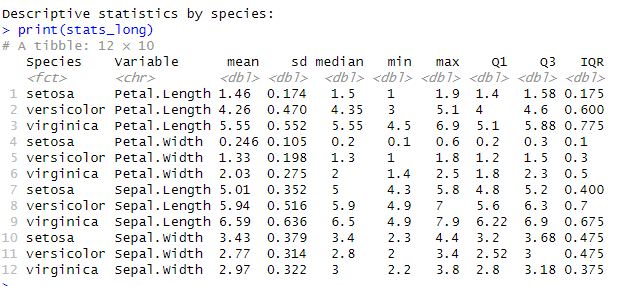 Descriptive statistics by species:
> print(stats_long)
# A tibble: 12 × 10
   Species    Variable      mean    sd median   min   max    Q1    Q3   IQR
   <fct>      <chr>        <dbl> <dbl>  <dbl> <dbl> <dbl> <dbl> <dbl> <dbl>
 1 setosa     Petal.Length 1.46  0.174   1.5    1     1.9  1.4   1.58 0.175
 2 versicolor Petal.Length 4.26  0.470   4.35   3     5.1  4     4.6  0.600
 3 virginica  Petal.Length 5.55  0.552   5.55   4.5   6.9  5.1   5.88 0.775
 4 setosa     Petal.Width  0.246 0.105   0.2    0.1   0.6  0.2   0.3  0.1
 5 versicolor Petal.Width  1.33  0.198   1.3    1     1.8  1.2   1.5  0.3
 6 virginica  Petal.Width  2.03  0.275   2      1.4   2.5  1.8   2.3  0.5
 7 setosa     Sepal.Length 5.01  0.352   5      4.3   5.8  4.8   5.2  0.400
 8 versicolor Sepal.Length 5.94  0.516   5.9    4.9   7    5.6   6.3  0.7
 9 virginica  Sepal.Length 6.59  0.636   6.5    4.9   7.9  6.22  6.9  0.675
10 setosa     Sepal.Width  3.43  0.379   3.4    2.3   4.4  3.2   3.68 0.475
11 versicolor Sepal.Width  2.77  0.314   2.8    2     3.4  2.52  3    0.475
12 virginica  Sepal.Width  2.97  0.322   3      2.2   3.8  2.8   3.18 0.375
>